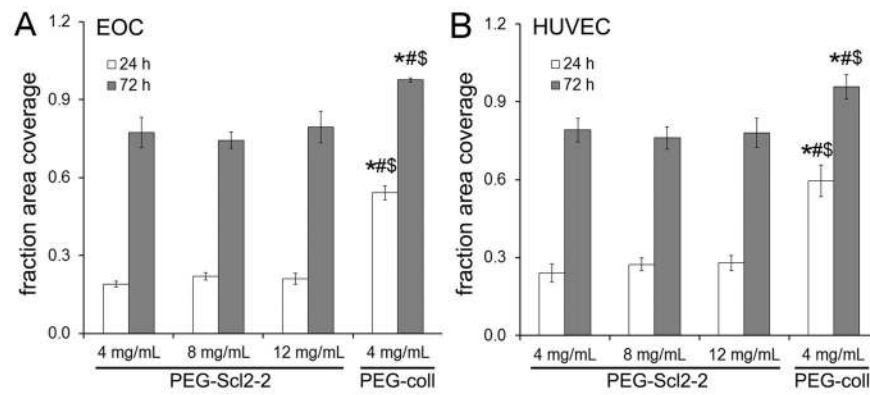 A EOC
fraction area coverage
1.2
0.9
0.6
0.3
0.0
24 h
72 h
*#$
*#$
4 mg/mL 8 mg/mL 12 mg/mL 4 mg/mL
PEG-Scl2-2 PEG-coll
B HUVEC
fraction area coverage
1.2
0.9
0.6
0.3
0.0
24 h
72 h
*#$
*#$
4 mg/mL 8 mg/mL 12 mg/mL 4 mg/mL
PEG-Scl2-2 PEG-coll